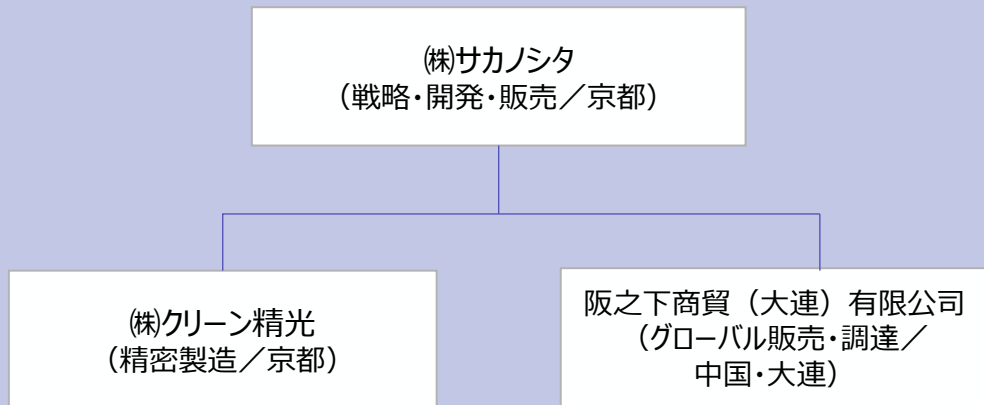 ㈱サカノシタ
（戦略・開発・販売／京都）
㈱クリーン精光
（精密製造／京都）
阪之下商貿（大連）有限公司
（グローバル販売・調達／
中国・大連）